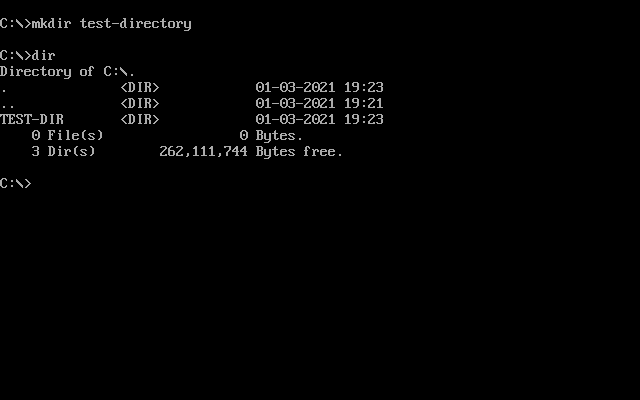 C:\>mkdir test-directory
C:\>dir
Directory of C:\.
. <DIR> 01-03-2021 19:23
.. <DIR> 01-03-2021 19:21
TEST-DIR <DIR> 01-03-2021 19:23
0 File(s) 0 Bytes.
3 Dir(s) 262,111,744 Bytes free.
C:\>